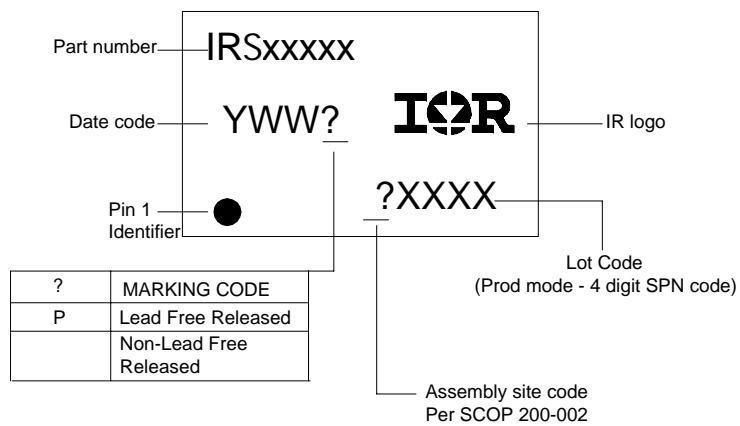 Part number
IRSxxxxx
Date code
YWW?
IOR
IR logo
Pin 1
Identifier
?XXXX
Lot Code
(Prod mode - 4 digit SPN code)
? MARKING CODE
P Lead Free Released
Non-Lead Free
Released
Assembly site code
Per SCOP 200-002